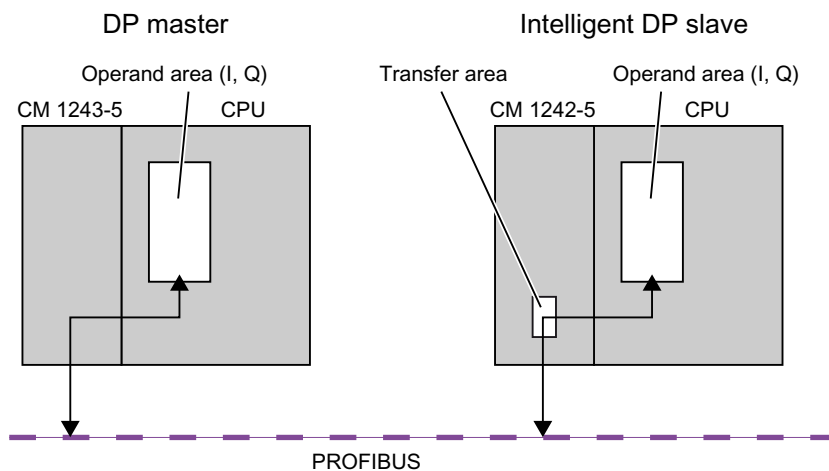 DP master
Intelligent DP slave
Operand area (I, Q)
Transfer area
Operand area (I, Q)
CM 1243-5
CPU
CM 1242-5
CPU
PROFIBUS